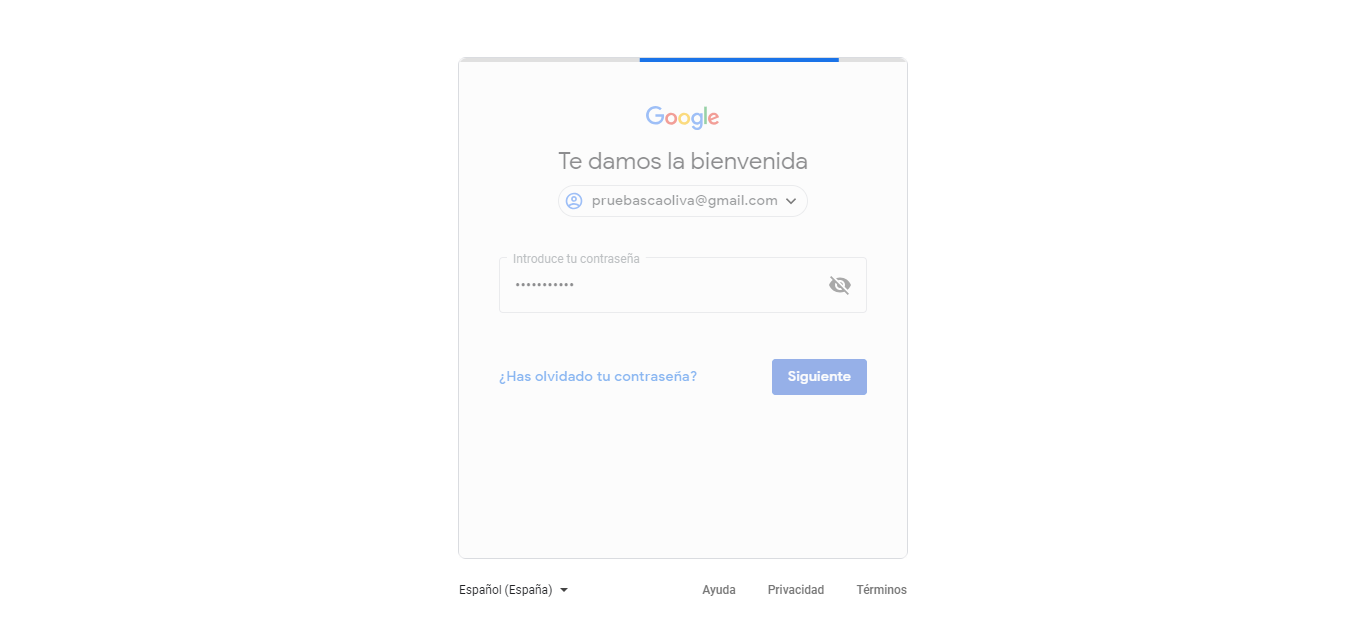 Google
Te damos la bienvenida
pruebascaoliva@gmail.com
Introduce tu contraseña
•••••••••••
¿Has olvidado tu contraseña?
Siguiente
Español (España)
Ayuda
Privacidad
Términos